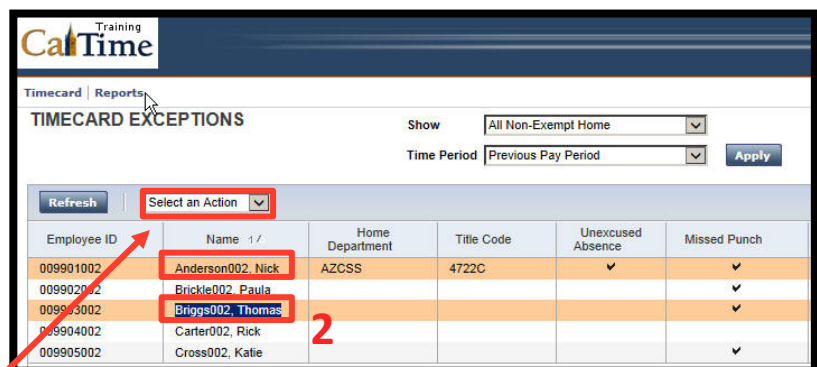 Training
CalTime
Timecard | Reports
TIMECARD EXCEPTIONS
Show All Non-Exempt Home
Time Period Previous Pay Period Apply
Refresh Select an Action
Employee ID Name 1/ Home Department Title Code Unexcused Absence Missed Punch
009901002 Anderson002, Nick AZCSS 4722C ✔ ✔
009902002 Brickle002, Paula ✔
009903002 Briggs002, Thomas ✔
2
009904002 Carter002, Rick
009905002 Cross002, Katie ✔